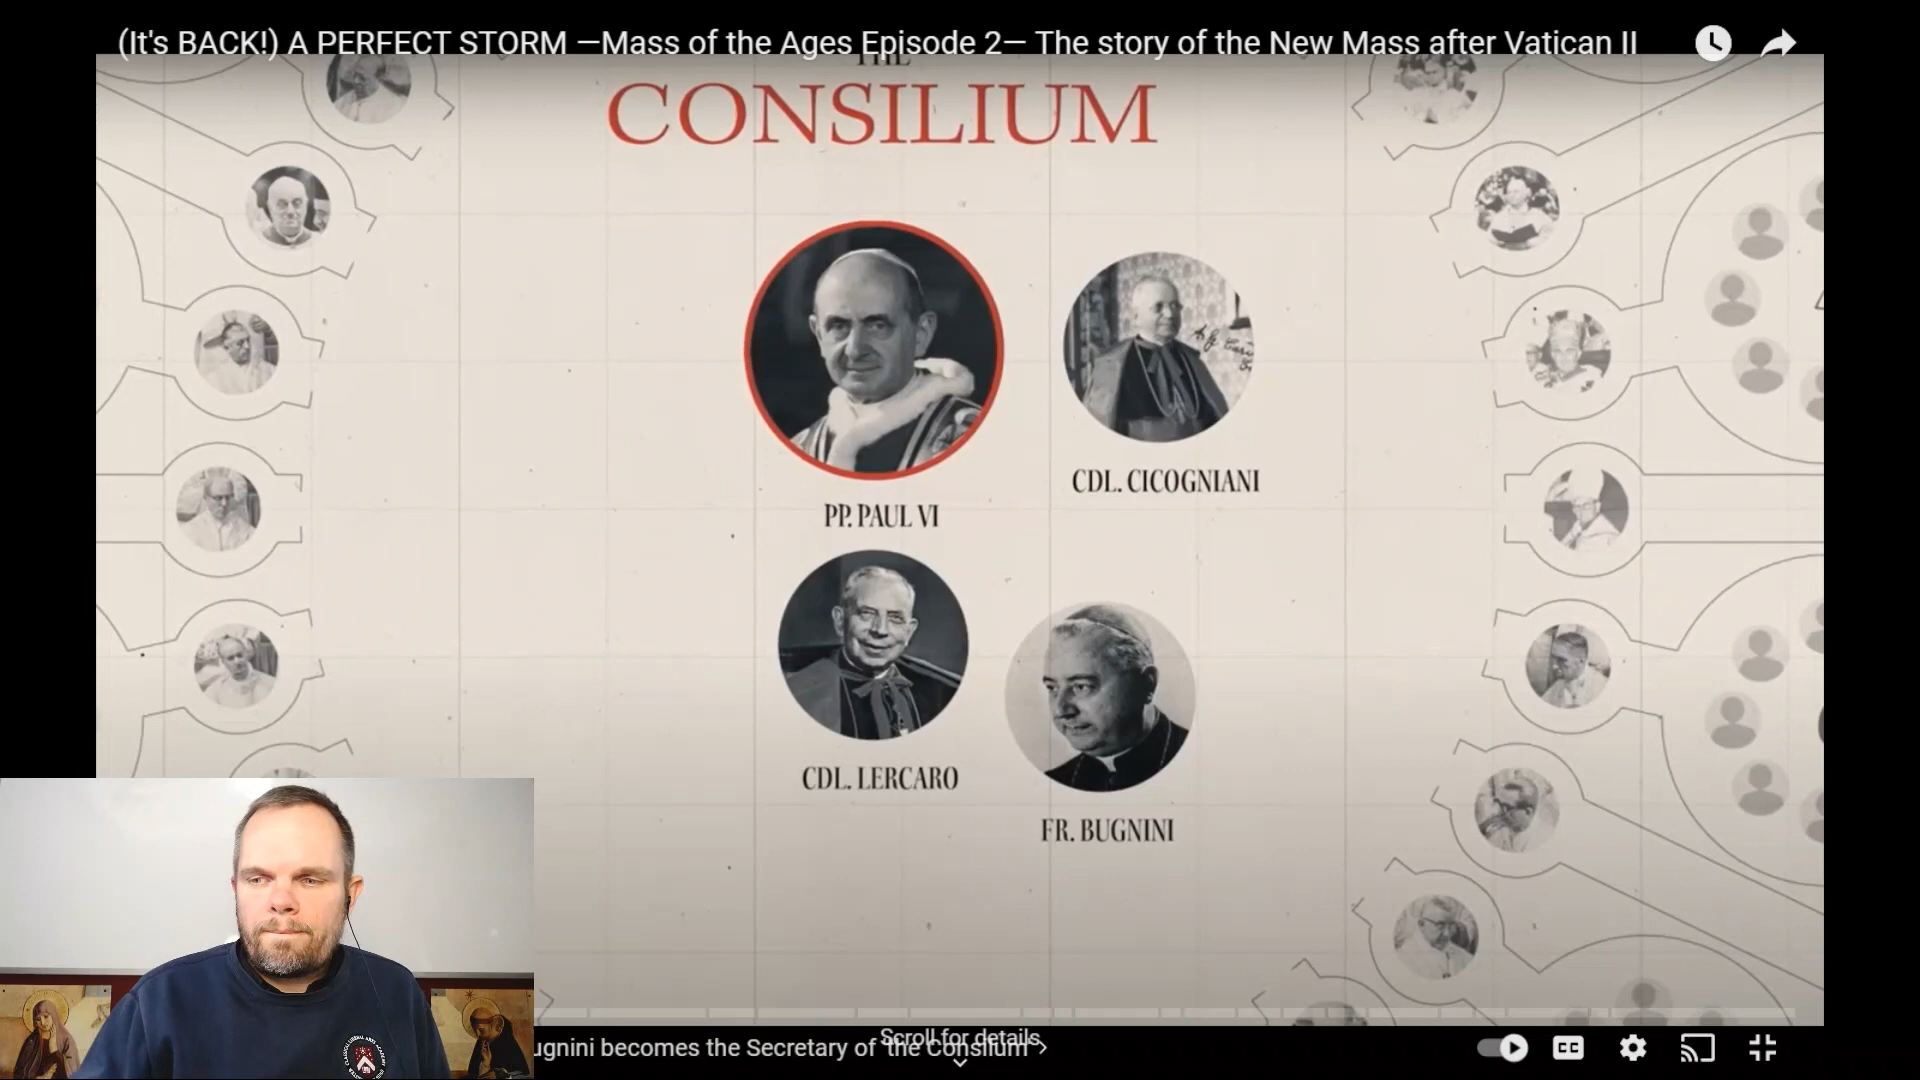 (It's BACK!) A PERFECT STORM —Mass of the Ages Episode 2— The story of the New Mass after Vatican II
THE
CONSILIUM
CDL. CICOGNIANI
PP. PAUL VI
CDL. LERCARO
FR. BUGNINI
Scroll for details
ugnini becomes the Secretary of the Consilium
CC